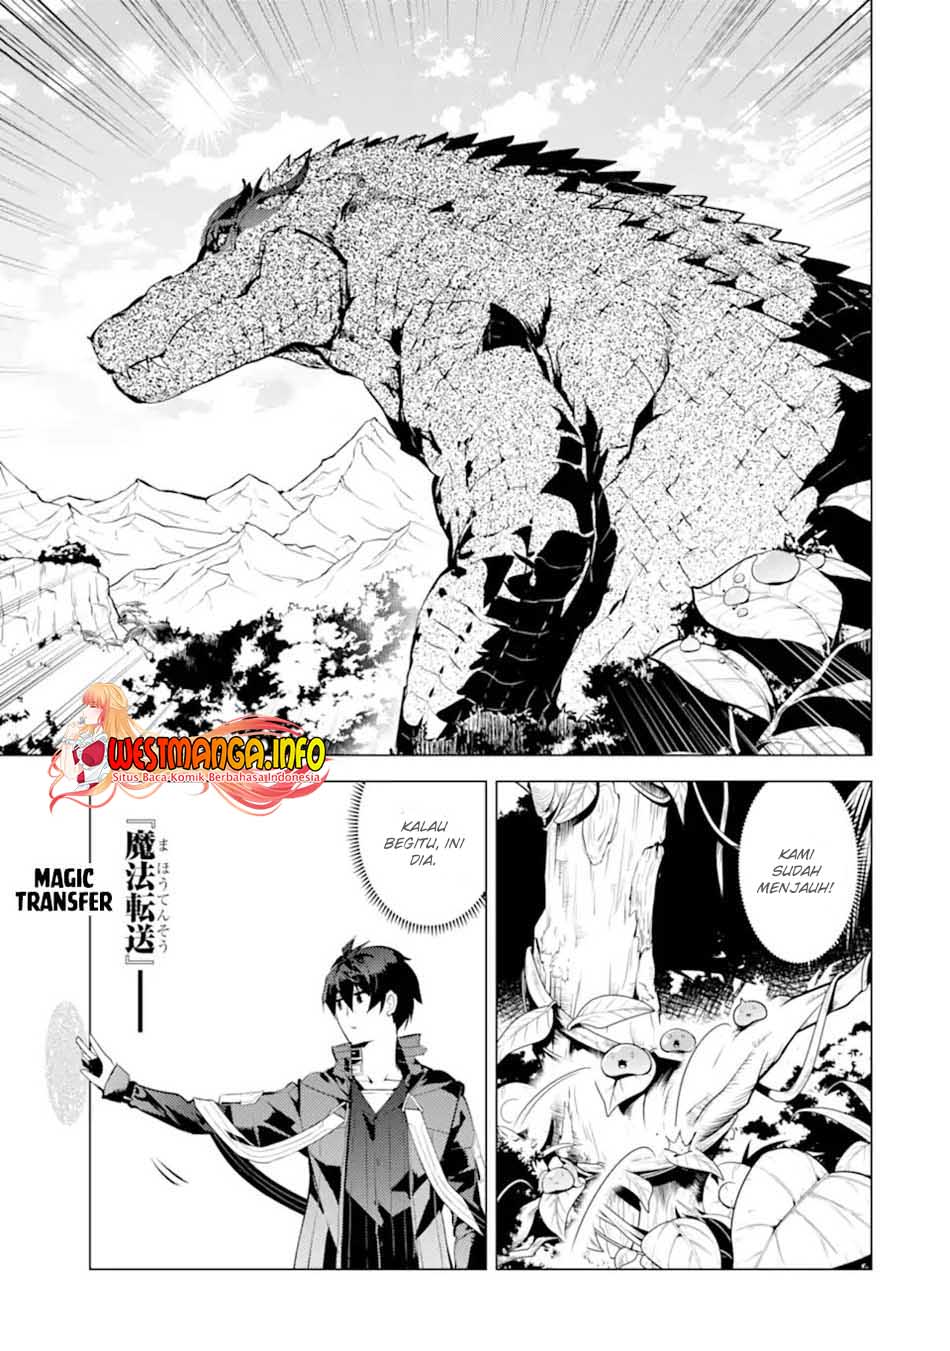 WESTMANGA.INFO
Situs Baca Komik Berbahasa Indonesia
KAMI
SUDAH
MENJAUH!
KALAU
BEGITU, INI
DIA.
『魔法転送』
まほうてんそう
MAGIC
TRANSFER